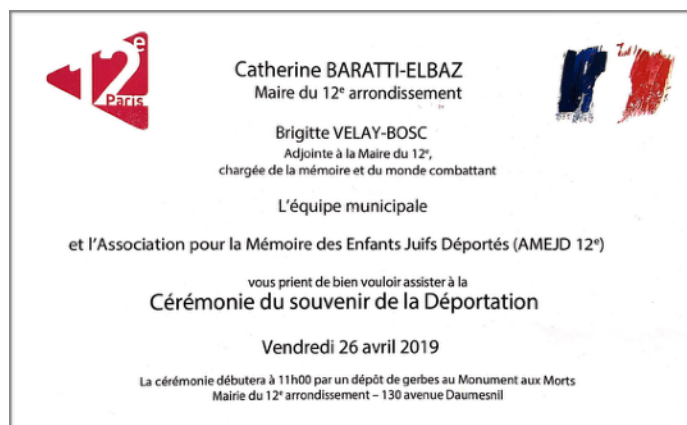 12e
Paris
Catherine BARATTI-ELBAZ
Maire du 12e arrondissement
Brigitte VELAY-BOSC
Adjointe à la Maire du 12e,
chargée de la mémoire et du monde combattant
L'équipe municipale
et l'Association pour la Mémoire des Enfants Juifs Déportés (AMEJD 12e)
vous prient de bien vouloir assister à la
Cérémonie du souvenir de la Déportation
Vendredi 26 avril 2019
La cérémonie débutera à 11h00 par un dépôt de gerbes au Monument aux Morts
Mairie du 12e arrondissement – 130 avenue Daumesnil